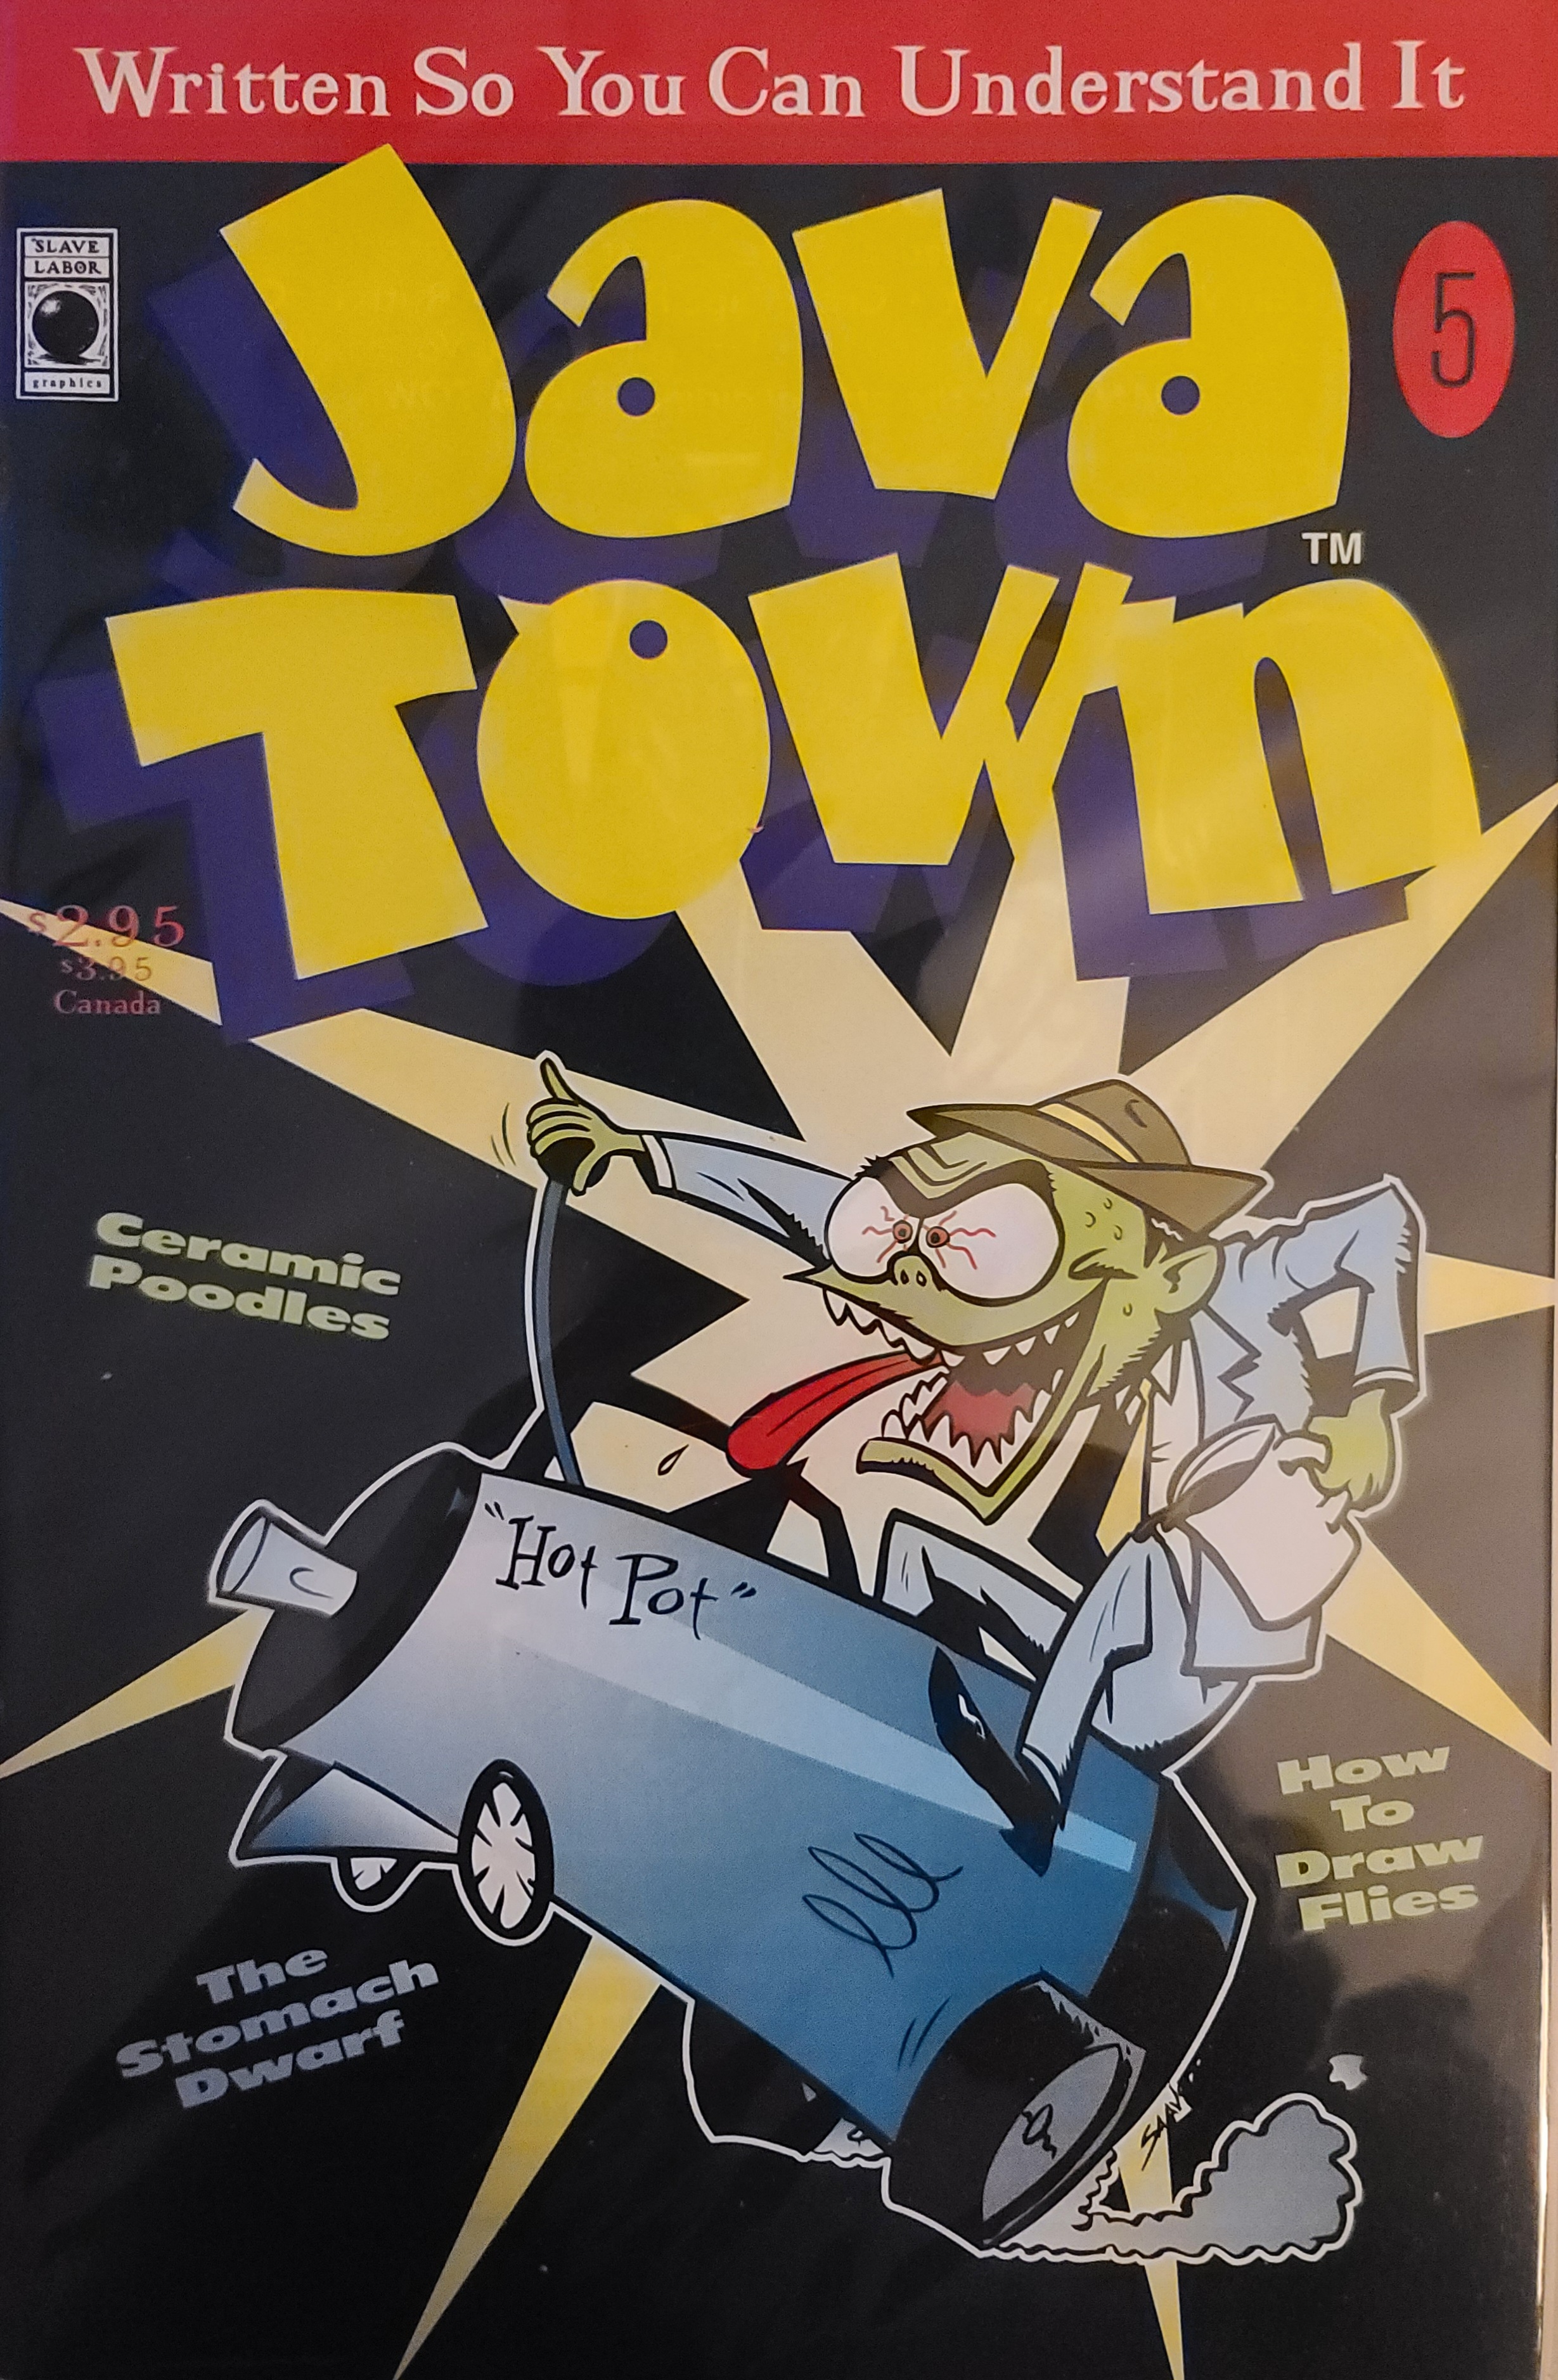 Written So You Can Understand It
SLAVE
LABOR
graphics
Java
5
TM
Town
$2.95
$3.95
Canada
Ceramic
Poodles
"Hot Pot"
How
To
Draw
Flies
The
Stomach
Dwarf